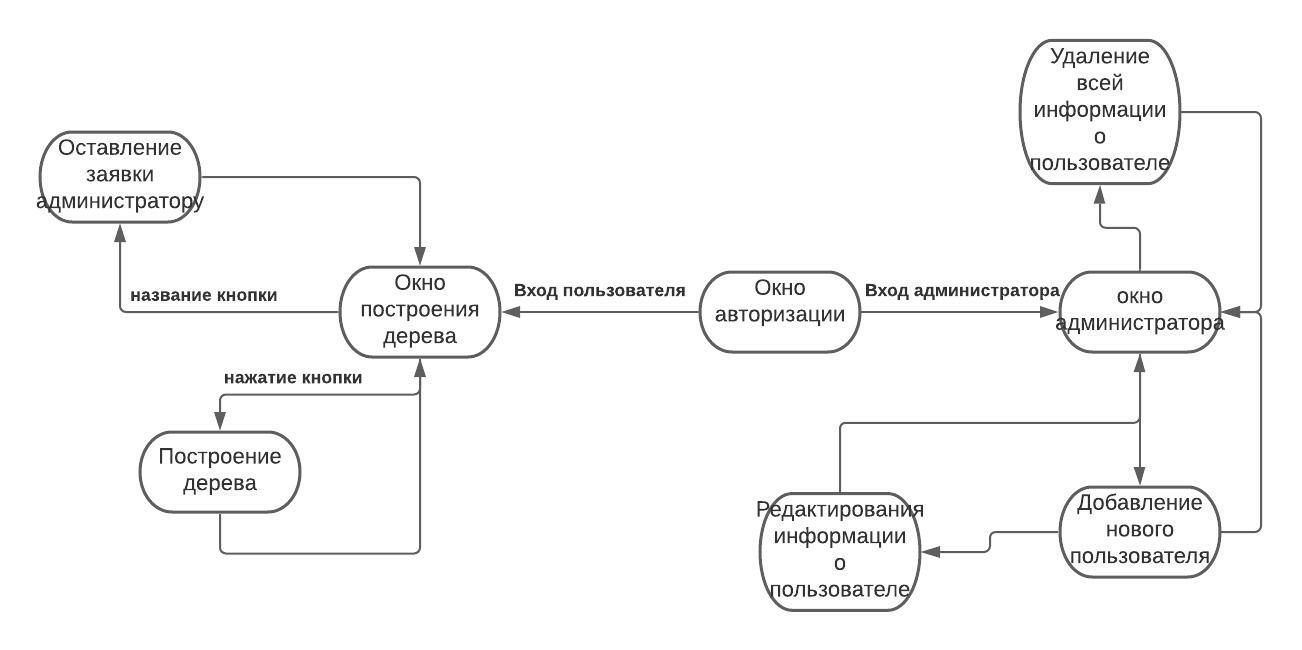 Удаление
всей
информации
о
пользователе
Оставление
заявки
администратору
название кнопки
Окно
построения
дерева
Вход пользователя
Окно
авторизации
Вход администратора
окно
администратора
нажатие кнопки
Построение
дерева
Редактирования
информации
о
пользователе
Добавление
нового
пользователя